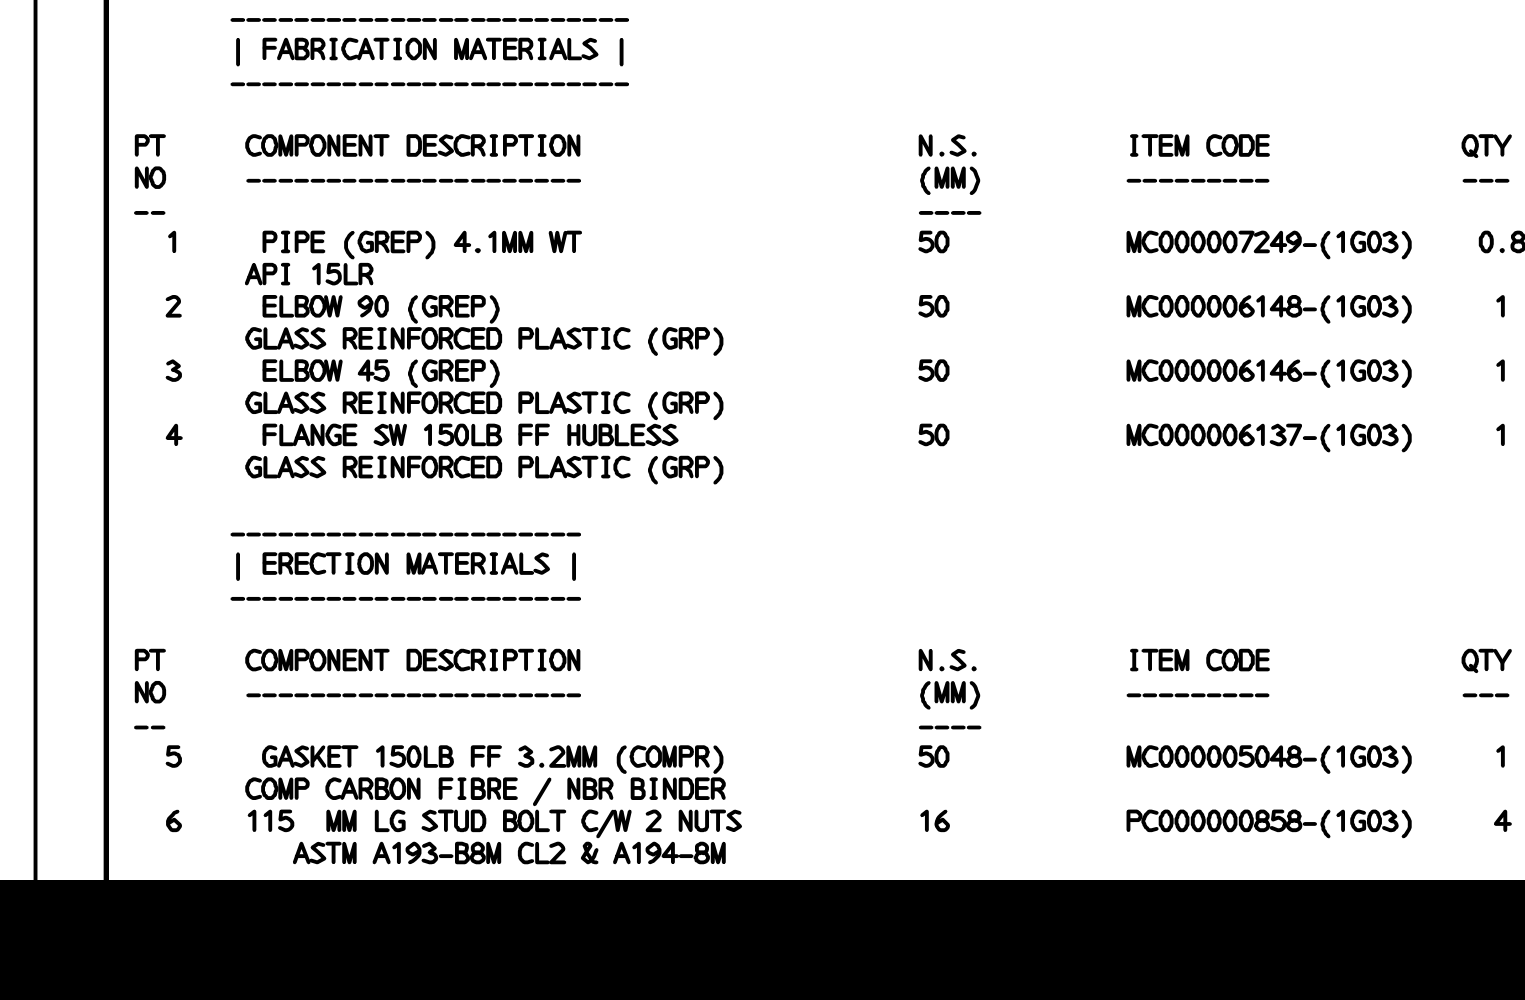 ------------------------
| FABRICATION MATERIALS |
------------------------
PT COMPONENT DESCRIPTION N.S. ITEM CODE QTY
NO --------------------- (MM) --------- ---
-- ----
1 PIPE (GREP) 4.1MM WT 50 MC000007249-(1G03) 0.8
API 15LR
2 ELBOW 90 (GREP) 50 MC000006148-(1G03) 1
GLASS REINFORCED PLASTIC (GRP)
3 ELBOW 45 (GREP) 50 MC000006146-(1G03) 1
GLASS REINFORCED PLASTIC (GRP)
4 FLANGE SW 150LB FF HUBLESS 50 MC000006137-(1G03) 1
GLASS REINFORCED PLASTIC (GRP)
----------------------
| ERECTION MATERIALS |
----------------------
PT COMPONENT DESCRIPTION N.S. ITEM CODE QTY
NO --------------------- (MM) --------- ---
-- ----
5 GASKET 150LB FF 3.2MM (COMPR) 50 MC000005048-(1G03) 1
COMP CARBON FIBRE / NBR BINDER
6 115 MM LG STUD BOLT C/W 2 NUTS 16 PC000000858-(1G03) 4
ASTM A193-B8M CL2 & A194-8M